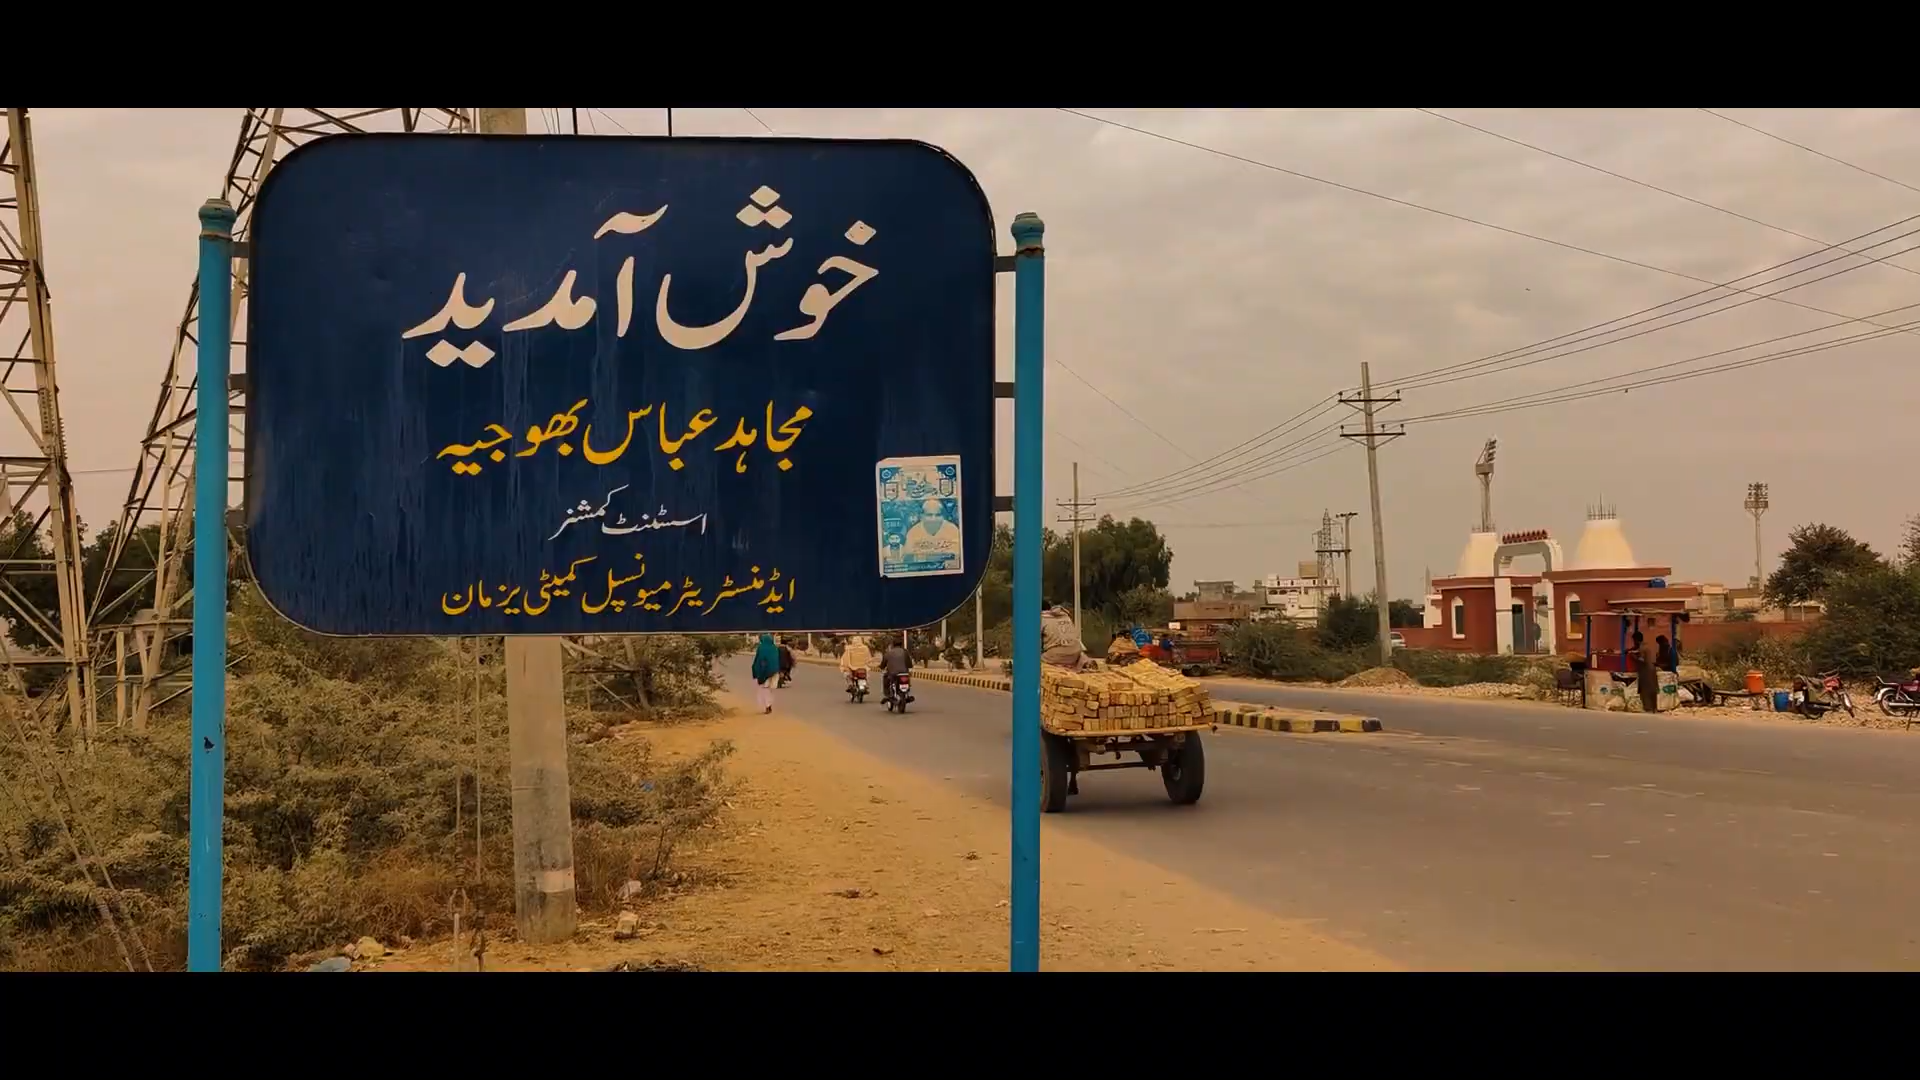 خوش آمدید
مجاہد عباس بھوجیہ
اسسٹنٹ کمشنر
ایڈمنسٹریٹر میونسپل کمیٹی یزمان